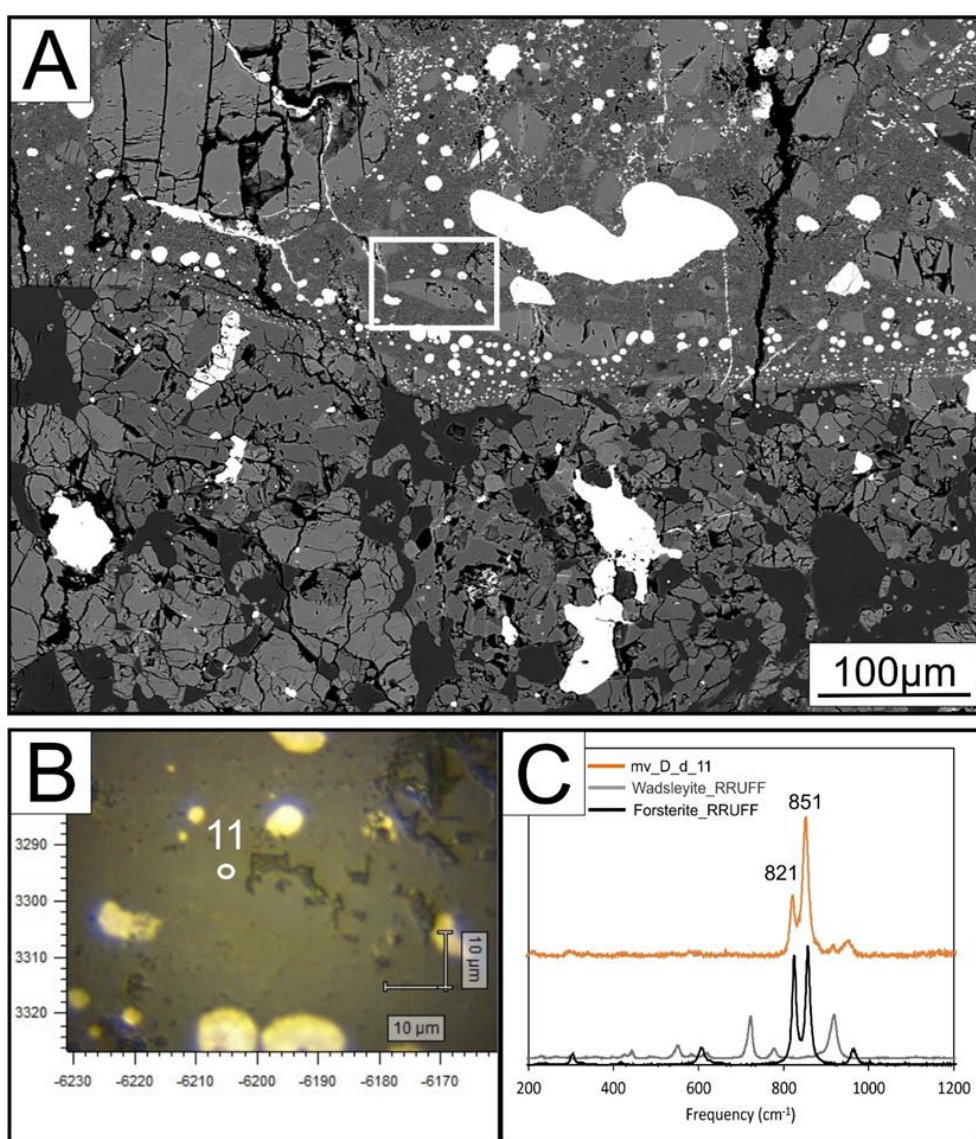 A
100µm
B
11
10 µm
10 µm
3290
3300
3310
3320
-6230
-6220
-6210
-6200
-6190
-6180
-6170
C
mv_D_d_11
Wadsleyite_RRUFF
Forsterite_RRUFF
851
821
200
400
600
800
1000
1200
Frequency (cm-1)